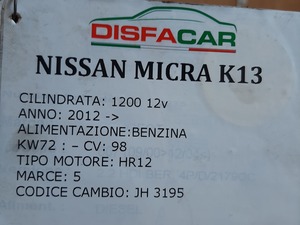 DISFACAR
NISSAN MICRA K13
CILINDRATA: 1200 12v
ANNO: 2012 ->
ALIMENTAZIONE:BENZINA
KW72 : – CV: 98
TIPO MOTORE: HR12
MARCE: 5
CODICE CAMBIO: JH 3195